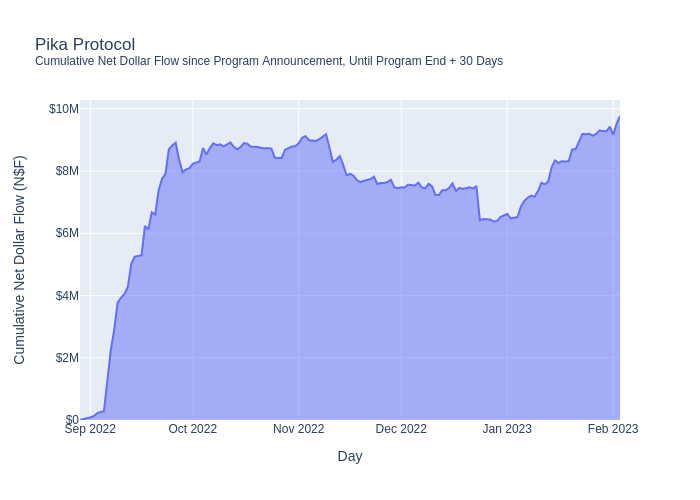 Pika Protocol
Cumulative Net Dollar Flow since Program Announcement, Until Program End + 30 Days
Cumulative Net Dollar Flow (N$F)
$10M
$8M
$6M
$4M
$2M
$0
Sep 2022
Oct 2022
Nov 2022
Dec 2022
Jan 2023
Feb 2023
Day